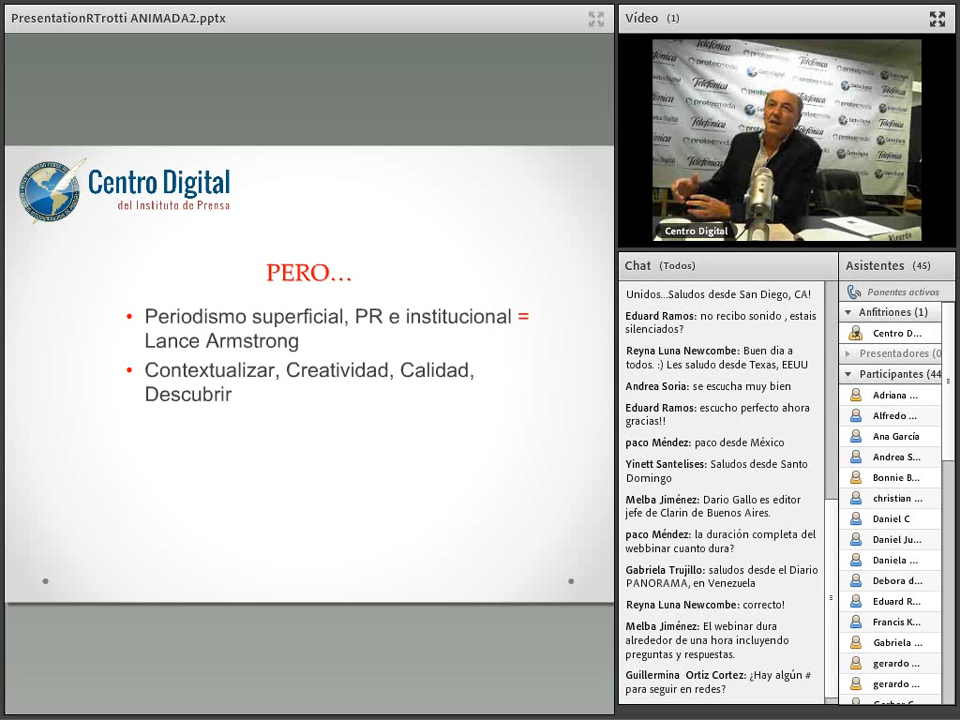 PresentationRTrotti ANIMADA2.pptx
Centro Digital
del Instituto de Prensa
PERO...
• Periodismo superficial, PR e institucional =
Lance Armstrong
• Contextualizar, Creatividad, Calidad,
Descubrir
Vídeo (1)
Telefónica
protecmedia
Centro Digital
Centro Digital
Ricardo
Chat (Todos)
Unidos...Saludos desde San Diego, CA!
Eduard Ramos: no recibo sonido , estais
silenciados?
Reyna Luna Newcombe: Buen dia a
todos. :) Les saludo desde Texas, EEUU
Andrea Soria: se escucha muy bien
Eduard Ramos: escucho perfecto ahora
gracias!!
paco Méndez: paco desde México
Yinett Santelises: Saludos desde Santo
Domingo
Melba Jiménez: Dario Gallo es editor
jefe de Clarin de Buenos Aires.
paco Méndez: la duración completa del
webbinar cuanto dura?
Gabriela Trujillo: saludos desde el Diario
PANORAMA, en Venezuela
Reyna Luna Newcombe: correcto!
Melba Jiménez: El webinar dura
alrededor de una hora incluyendo
preguntas y respuestas.
Guillermina Ortiz Cortez: ¿Hay algún #
para seguir en redes?
Asistentes (45)
Ponentes activos
Anfitriones (1)
Centro D...
Presentadores (0
Participantes (44
Adriana ...
Alfredo ...
Ana García
Andrea S...
Bonnie B...
christian ...
Daniel C
Daniel Ju...
Daniela ...
Debora d...
Eduard R...
Francis K...
Gabriela ...
gerardo ...
gerardo ...